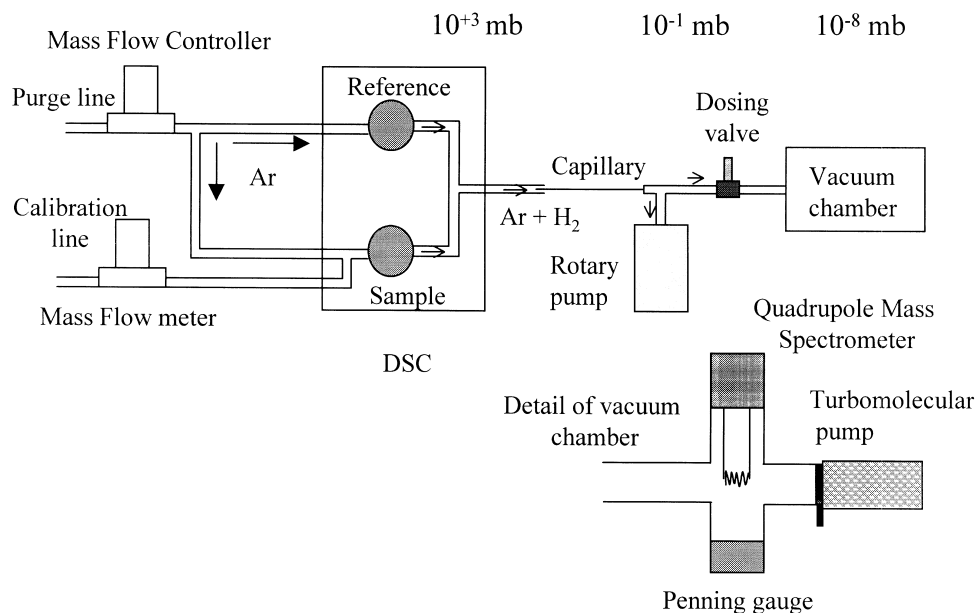 10+3 mb
10-1 mb
10-8 mb
Mass Flow Controller
Purge line
Reference
Dosing
valve
Ar
Capillary
Vacuum
chamber
Calibration
line
Ar + H2
Rotary
pump
Sample
Mass Flow meter
Quadrupole Mass
Spectrometer
DSC
Detail of vacuum
chamber
Turbomolecular
pump
Penning gauge